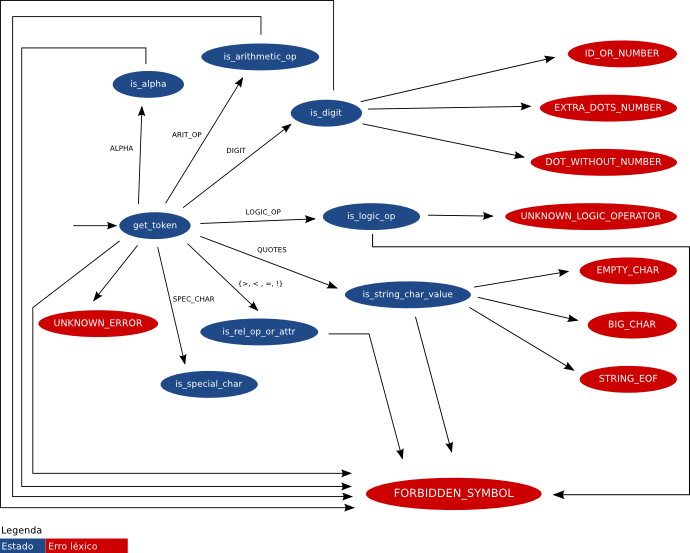 is_arithmetic_op
ID_OR_NUMBER
is_alpha
is_digit
EXTRA_DOTS_NUMBER
ARIT_OP
ALPHA
DIGIT
DOT_WITHOUT_NUMBER
LOGIC_OP
is_logic_op
UNKNOWN_LOGIC_OPERATOR
get_token
QUOTES
EMPTY_CHAR
{>, < , =, !}
is_string_char_value
SPEC_CHAR
UNKNOWN_ERROR
is_rel_op_or_attr
BIG_CHAR
is_special_char
STRING_EOF
FORBIDDEN_SYMBOL
Legenda
Estado
Erro léxico